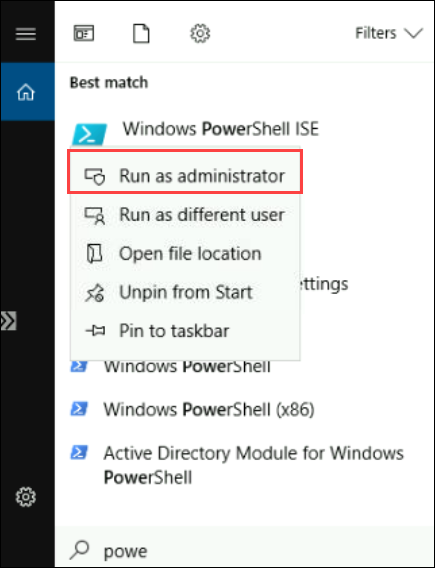 Filters
Best match
Windows PowerShell ISE
Run as administrator
Run as different user
Open file location
Unpin from Start
Pin to taskbar
ettings
Windows PowerShell
Windows PowerShell (x86)
Active Directory Module for Windows
PowerShell
powe